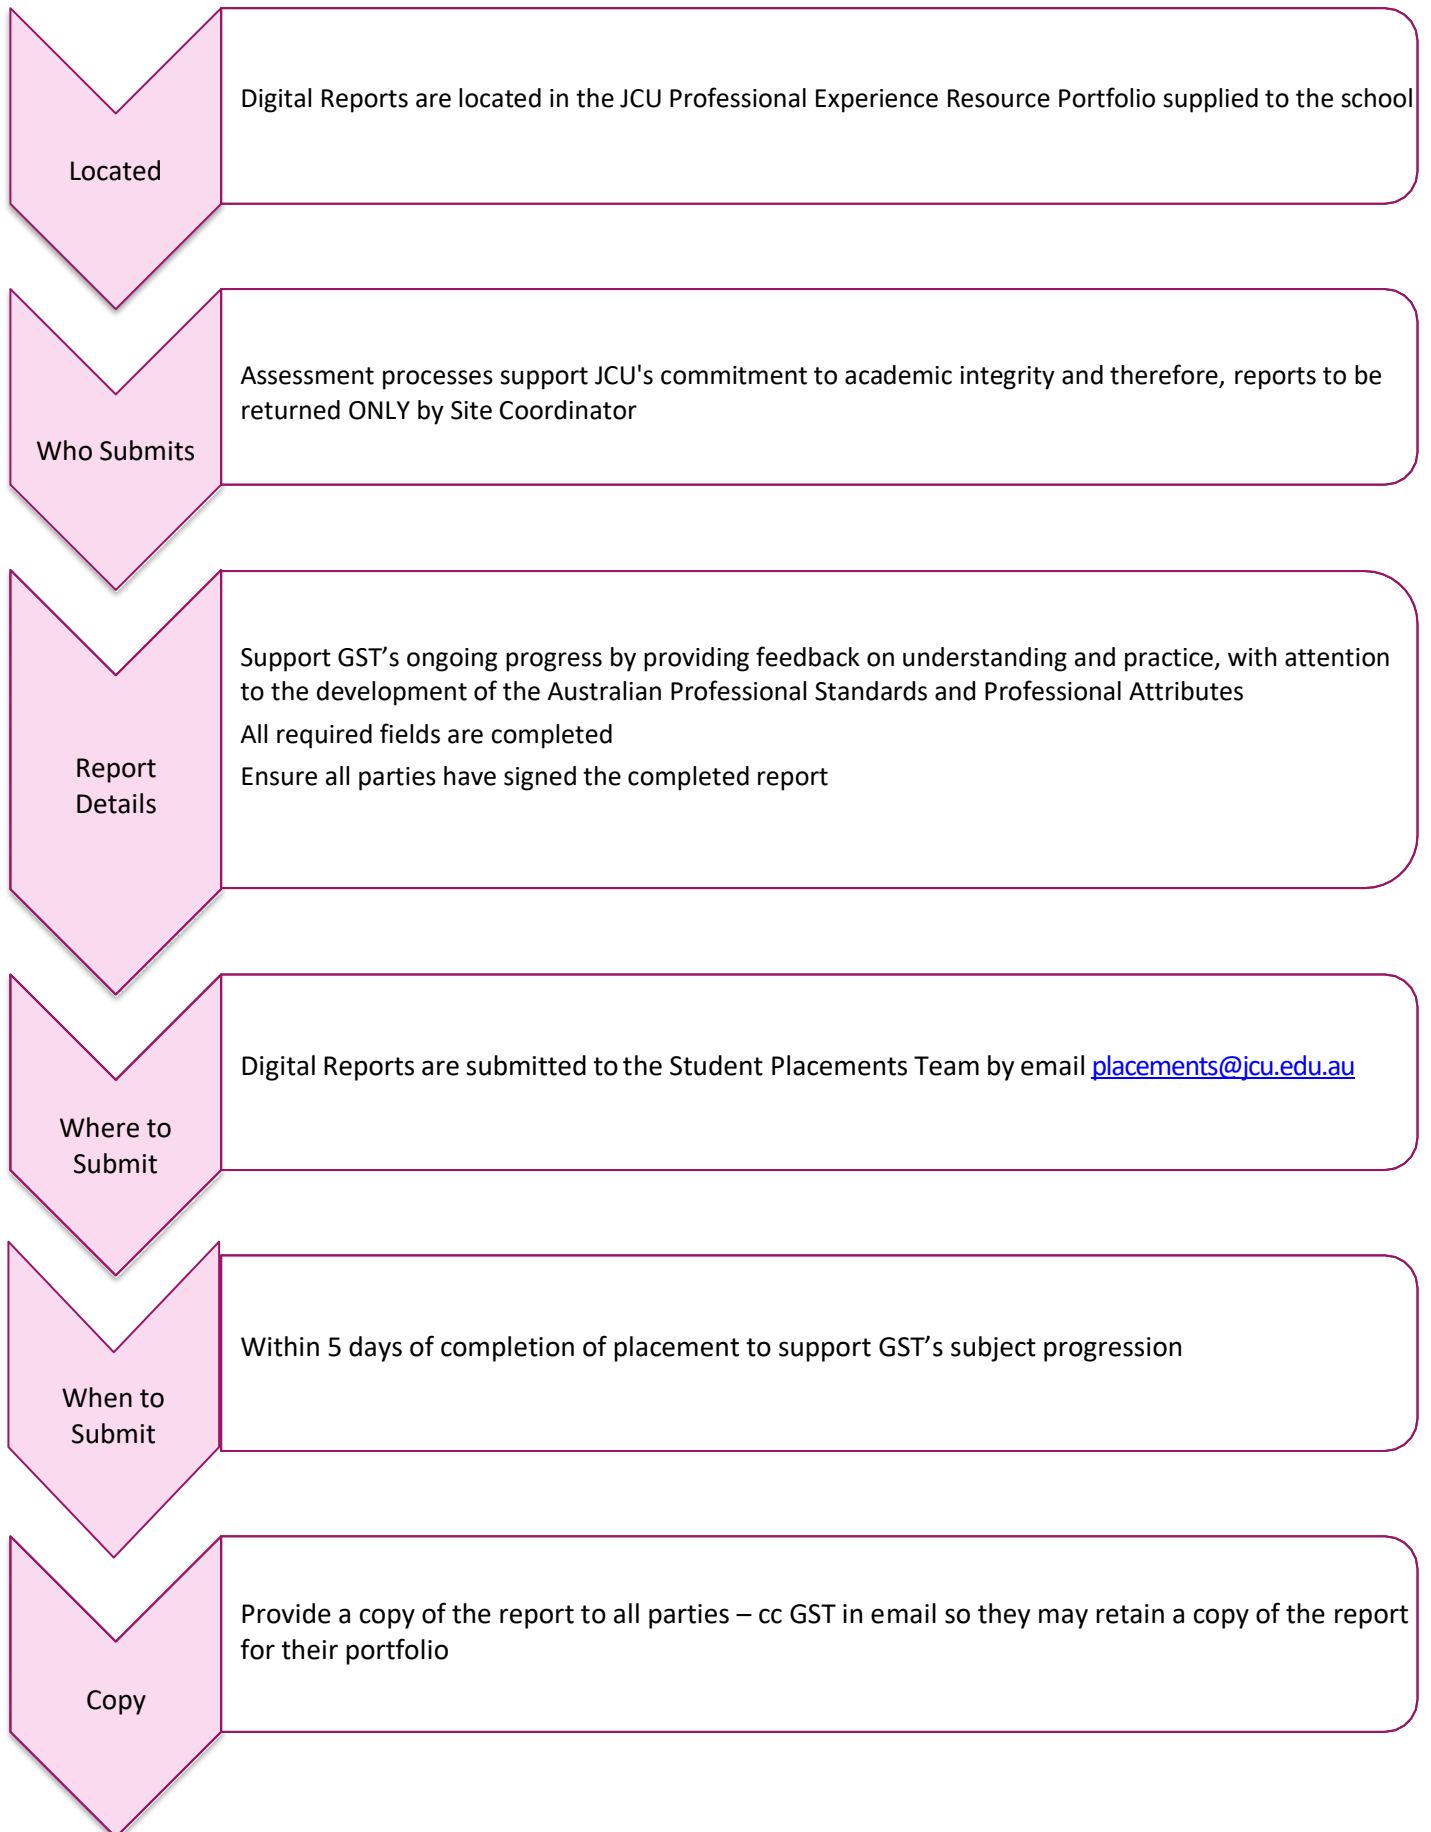 Located
Digital Reports are located in the JCU Professional Experience Resource Portfolio supplied to the school
Who Submits
Assessment processes support JCU's commitment to academic integrity and therefore, reports to be
returned ONLY by Site Coordinator
Report
Details
Support GST’s ongoing progress by providing feedback on understanding and practice, with attention
to the development of the Australian Professional Standards and Professional Attributes
All required fields are completed
Ensure all parties have signed the completed report
Where to
Submit
Digital Reports are submitted to the Student Placements Team by email placements@jcu.edu.au
When to
Submit
Within 5 days of completion of placement to support GST’s subject progression
Copy
Provide a copy of the report to all parties – cc GST in email so they may retain a copy of the report
for their portfolio